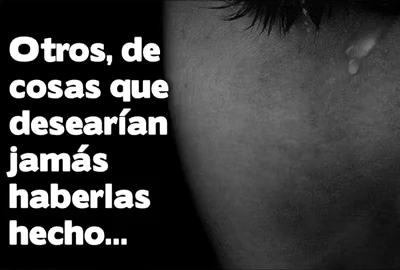 Otros, de
cosas que
desearían
jamás
haberlas
hecho...